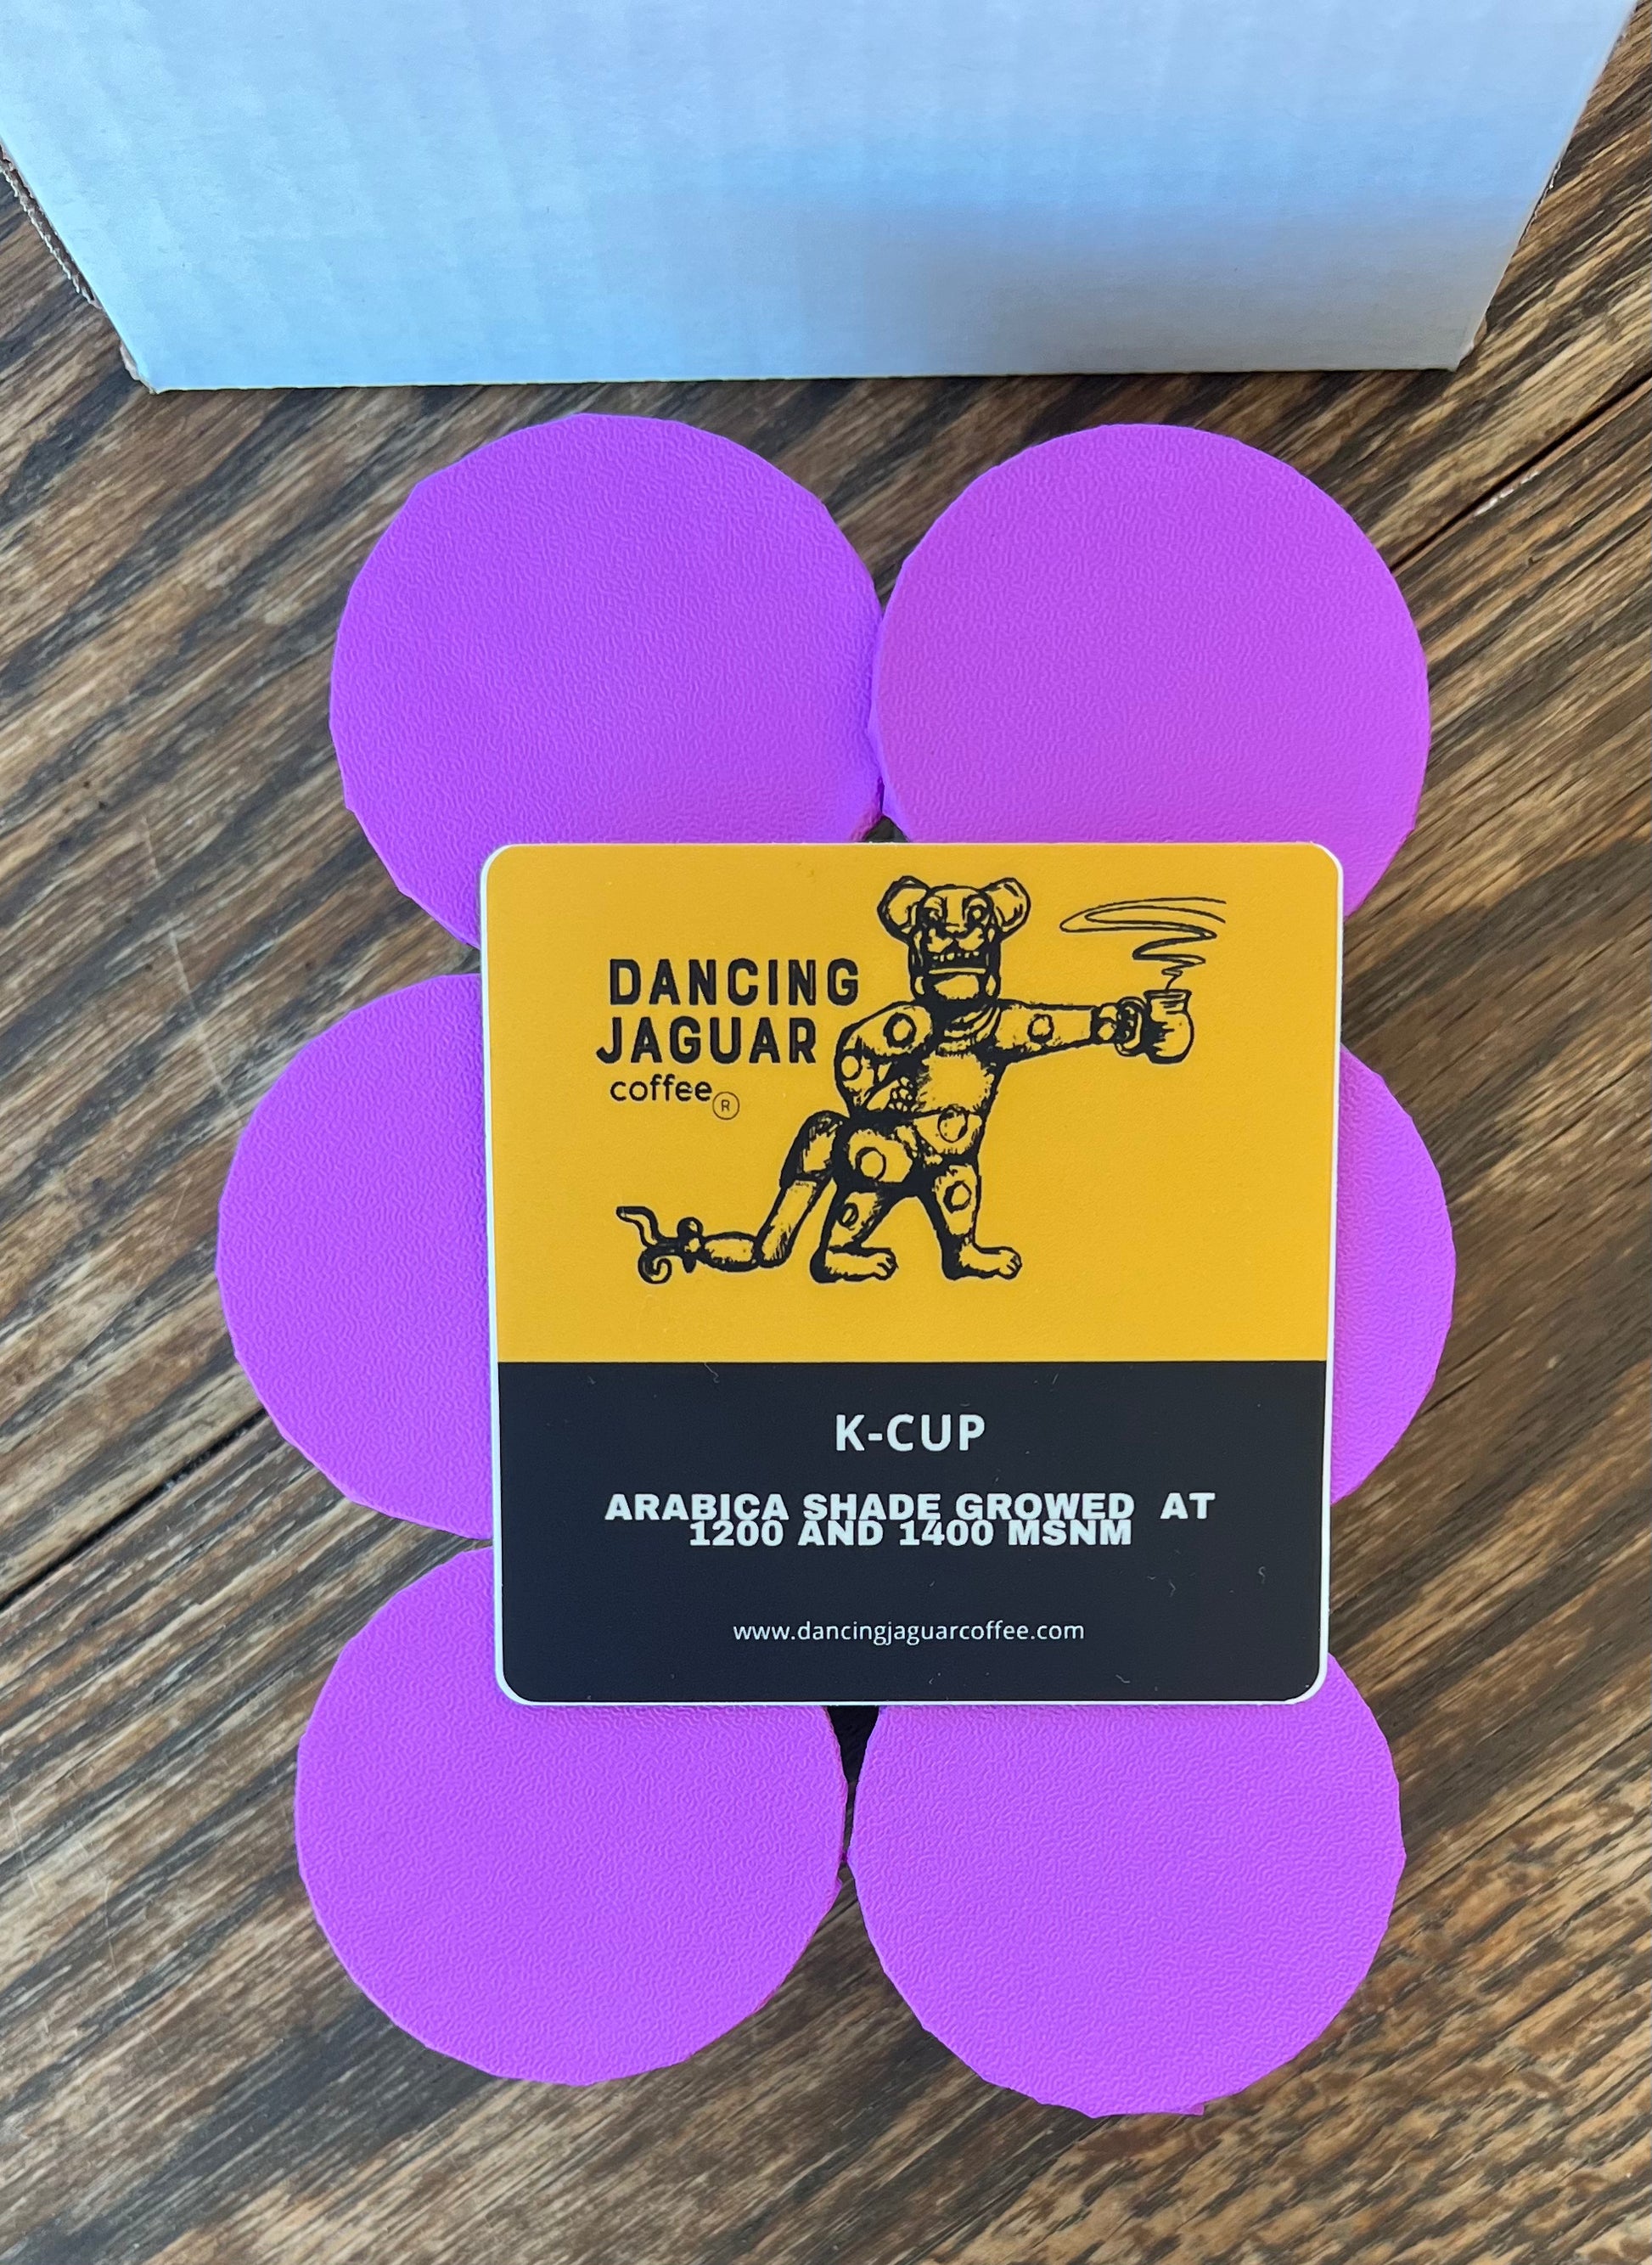 DANCING
JAGUAR
coffee®
K-CUP
ARABICA SHADE GROWED AT
1200 AND 1400 MSNM
www.dancingjaguarcoffee.com